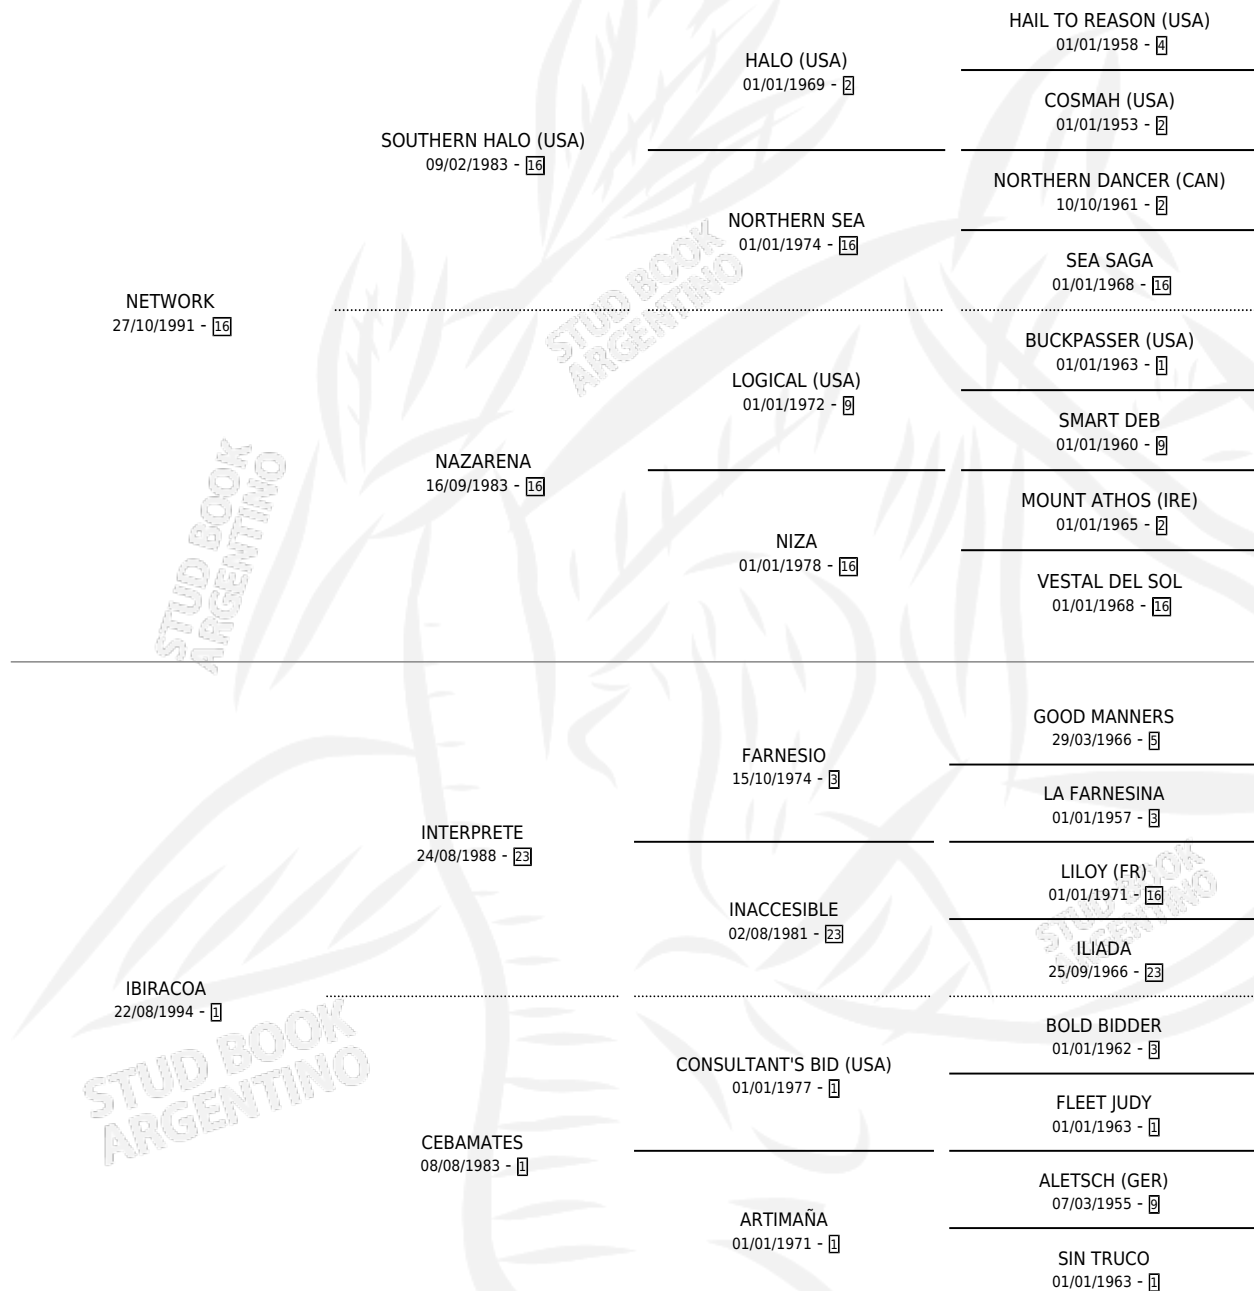 HAIL TO REASON (USA)
01/01/1958 - 4
HALO (USA)
01/01/1969 - 2
COSMAH (USA)
01/01/1953 - 2
SOUTHERN HALO (USA)
09/02/1983 - 16
NORTHERN DANCER (CAN)
10/10/1961 - 2
NORTHERN SEA
01/01/1974 - 16
SEA SAGA
01/01/1968 - 16
NETWORK
27/10/1991 - 16
BUCKPASSER (USA)
01/01/1963 - 1
LOGICAL (USA)
01/01/1972 - 9
SMART DEB
01/01/1960 - 9
NAZARENA
16/09/1983 - 16
MOUNT ATHOS (IRE)
01/01/1965 - 2
NIZA
01/01/1978 - 16
VESTAL DEL SOL
01/01/1968 - 16
GOOD MANNERS
29/03/1966 - 5
FARNESIO
15/10/1974 - 3
LA FARNESINA
01/01/1957 - 3
INTERPRETE
24/08/1988 - 23
LILOY (FR)
01/01/1971 - 16
INACCESIBLE
02/08/1981 - 23
ILIADA
25/09/1966 - 23
IBIRACOA
22/08/1994 - 1
BOLD BIDDER
01/01/1962 - 3
CONSULTANT'S BID (USA)
01/01/1977 - 1
FLEET JUDY
01/01/1963 - 1
CEBAMATES
08/08/1983 - 1
ALETSCH (GER)
07/03/1955 - 9
ARTIMAÑA
01/01/1971 - 1
SIN TRUCO
01/01/1963 - 1
STUD BOOK
ARGENTINO
STUD BOOK
ARGENTINO
STUD BOOK
ARGENTINO
STUD BOOK
ARGENTINO